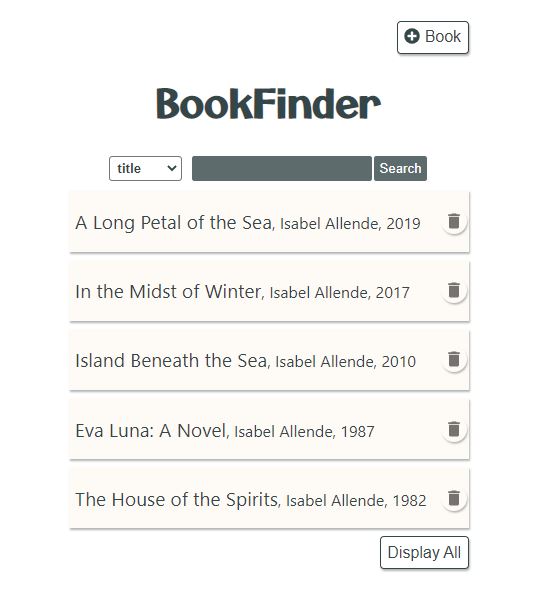 Book
BookFinder
title Search
A Long Petal of the Sea, Isabel Allende, 2019
In the Midst of Winter, Isabel Allende, 2017
Island Beneath the Sea, Isabel Allende, 2010
Eva Luna: A Novel, Isabel Allende, 1987
The House of the Spirits, Isabel Allende, 1982
Display All